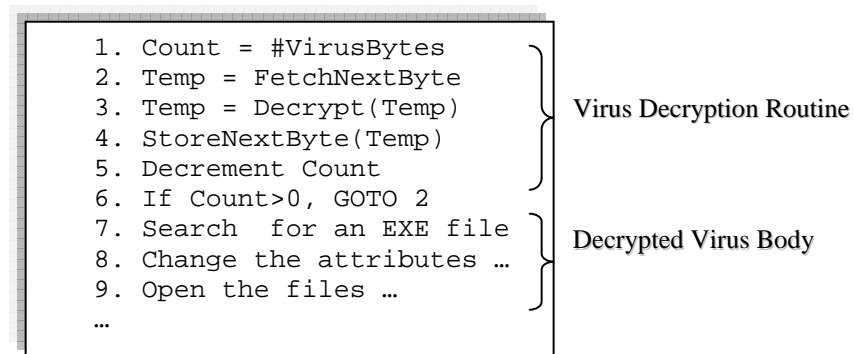 1. Count = #VirusBytes
2. Temp = FetchNextByte
3. Temp = Decrypt(Temp)
4. StoreNextByte(Temp)
5. Decrement Count
6. If Count>0, GOTO 2
7. Search for an EXE file
8. Change the attributes …
9. Open the files …
…
Virus Decryption Routine
Decrypted Virus Body